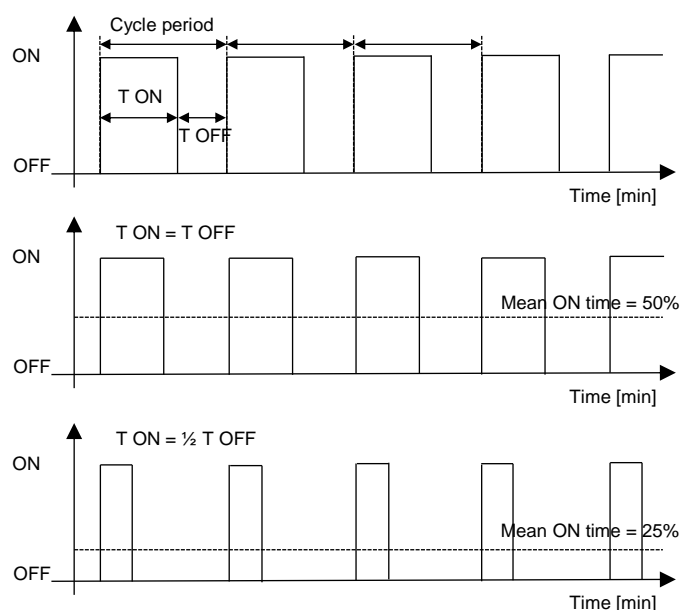 Cycle period
ON
T ON
T OFF
OFF
Time [min]
T ON = T OFF
ON
Mean ON time = 50%
OFF
Time [min]
T ON = ½ T OFF
ON
Mean ON time = 25%
OFF
Time [min]